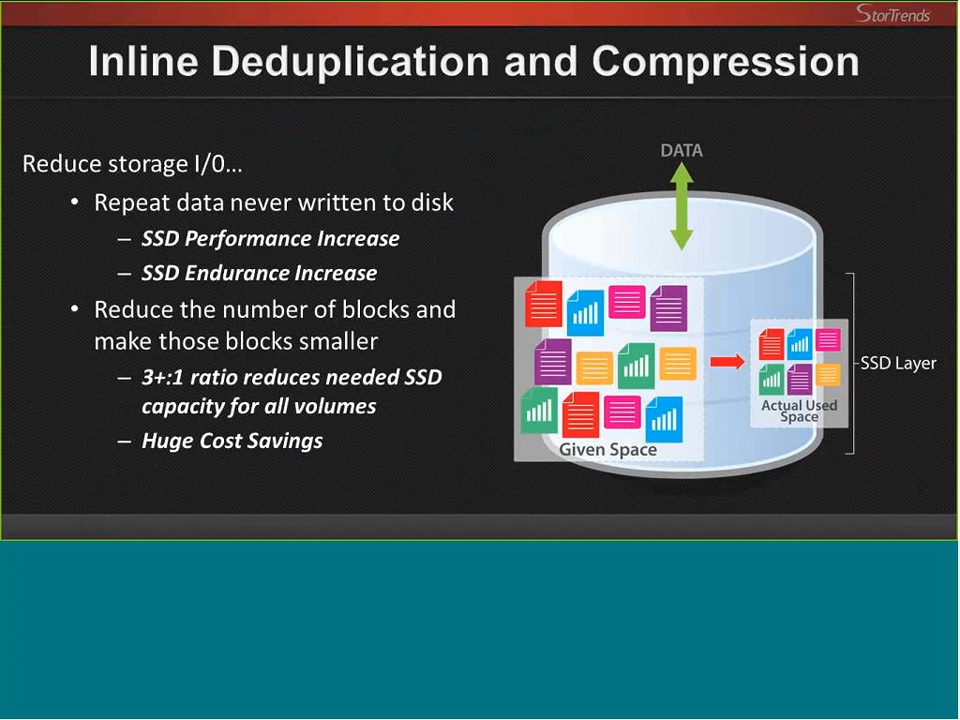 StorTrends
Inline Deduplication and Compression
Reduce storage I/0…
• Repeat data never written to disk
– SSD Performance Increase
– SSD Endurance Increase
• Reduce the number of blocks and
make those blocks smaller
– 3+:1 ratio reduces needed SSD
capacity for all volumes
– Huge Cost Savings
DATA
SSD Layer
Actual Used
Space
Given Space